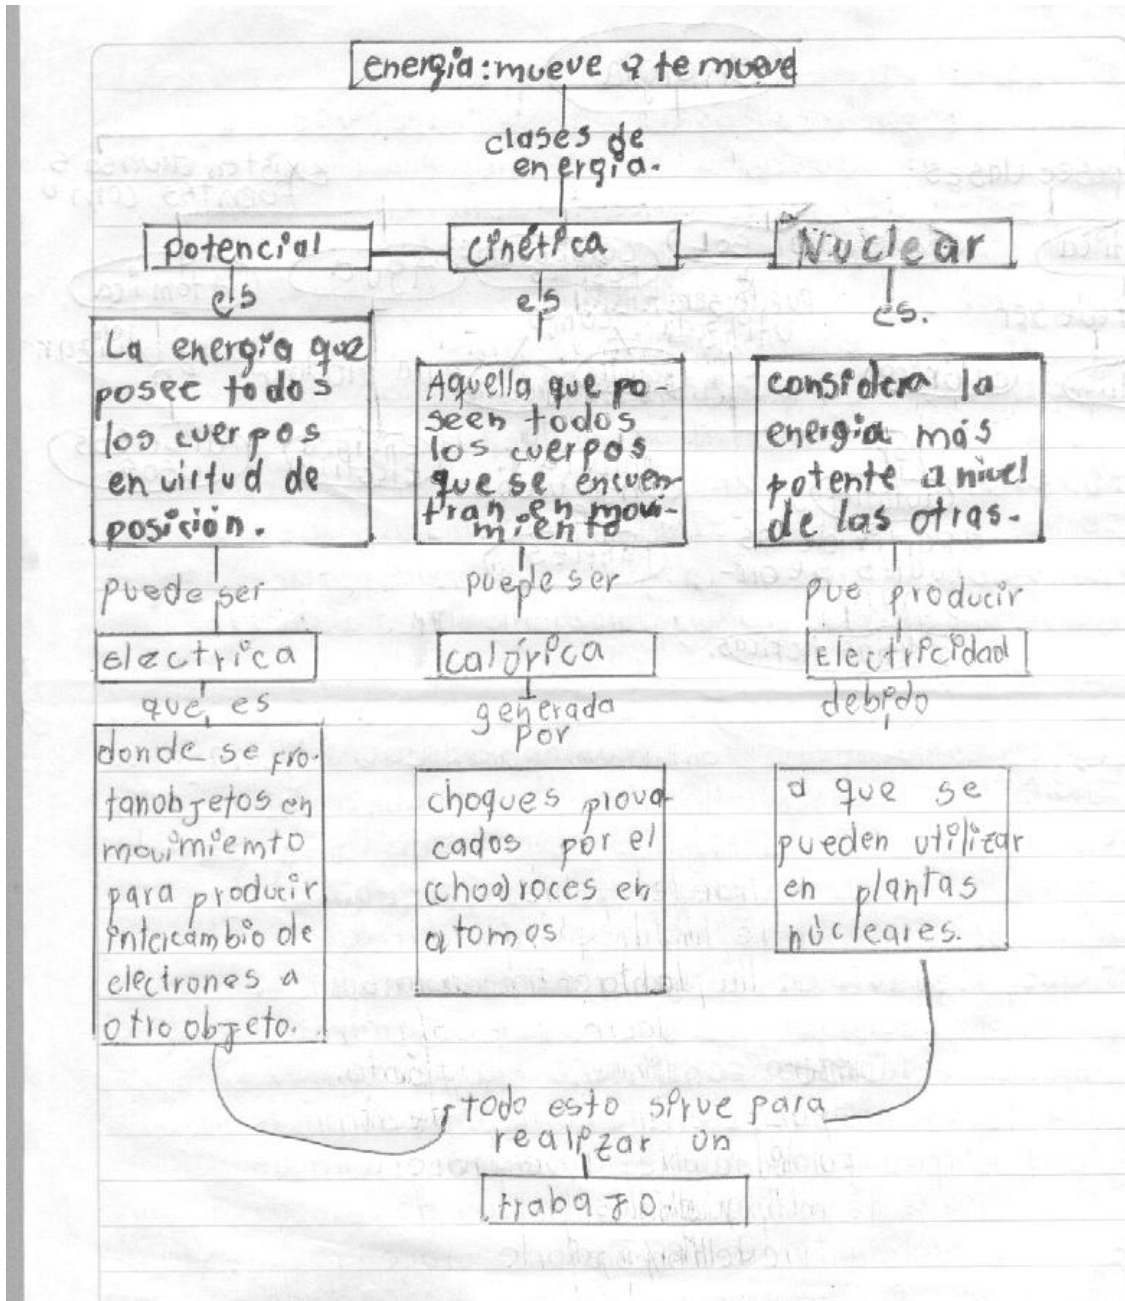 energia: mueve y te mueve
clases de
energia.
potencial
cinética
Nuclear
es
es
es.
La energia que
posee todos
los cuerpos
en virtud de
posición.
Aquella que po
seen todos
los cuerpos
que se encuen
tran en movi-
miento
considera la
energia más
potente a nivel
de las otras.
puede ser
puede ser
pue producir
electrica
calórica
Electricidad
que es
generada
por
debido
donde se fro-
tan objetos en
movimiemto
para producir
intercambio de
electrones a
otro objeto.
choques provo
cados por el
(choo) roces en
atomos
a que se
pueden utilizar
en plantas
núcleares.
todo esto sirve para
realizar un
trabajo.